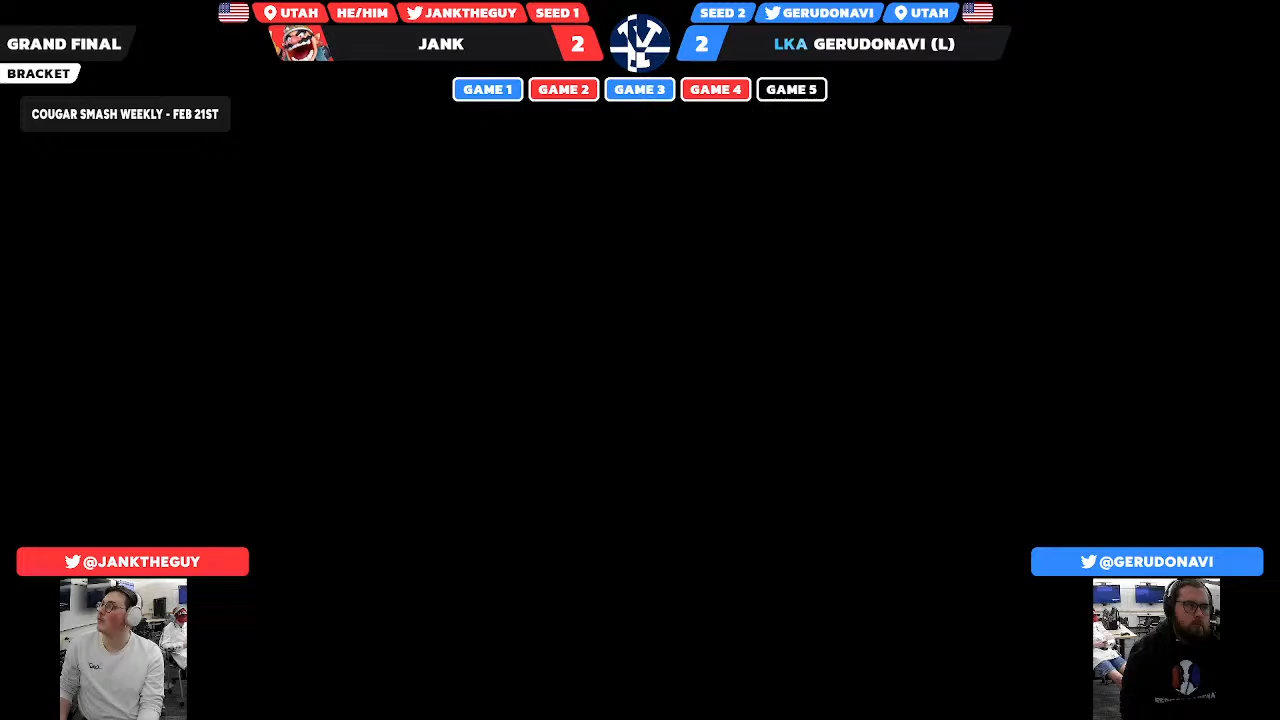 UTAH HE/HIM JANKTHEGUY SEED 1
SEED 2 GERUDONAVI UTAH
GRAND FINAL
JANK 2
2 LKA GERUDONAVI (L)
BRACKET
GAME 1 GAME 2 GAME 3 GAME 4 GAME 5
COUGAR SMASH WEEKLY - FEB 21ST
@JANKTHEGUY
@GERUDONAVI